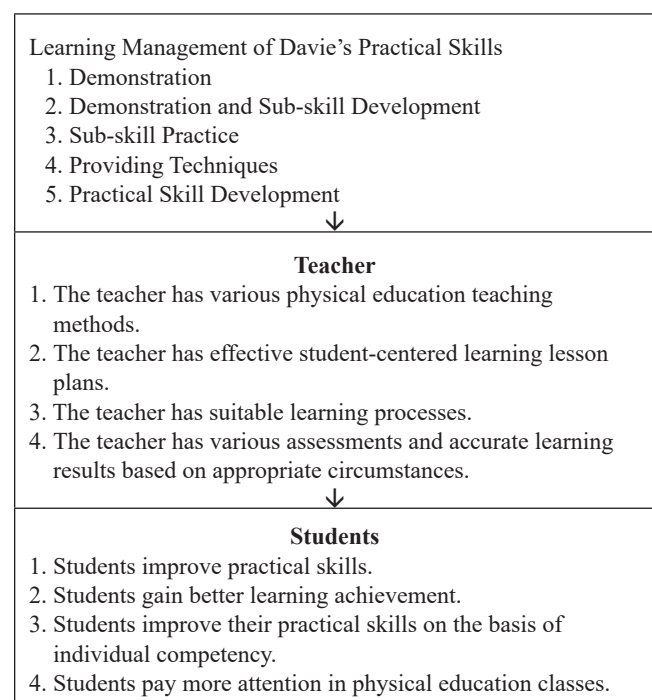 Learning Management of Davie's Practical Skills
1. Demonstration
2. Demonstration and Sub-skill Development
3. Sub-skill Practice
4. Providing Techniques
5. Practical Skill Development
Teacher
1. The teacher has various physical education teaching
methods.
2. The teacher has effective student-centered learning lesson
plans.
3. The teacher has suitable learning processes.
4. The teacher has various assessments and accurate learning
results based on appropriate circumstances.
Students
1. Students improve practical skills.
2. Students gain better learning achievement.
3. Students improve their practical skills on the basis of
individual competency.
4. Students pay more attention in physical education classes.